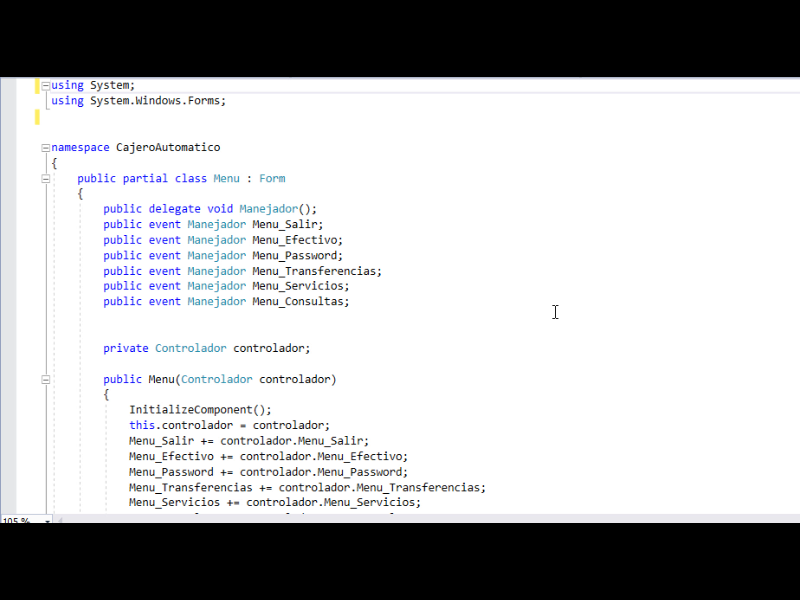 using System;
using System.Windows.Forms;
namespace CajeroAutomatico
{
public partial class Menu : Form
{
public delegate void Manejador();
public event Manejador Menu_Salir;
public event Manejador Menu_Efectivo;
public event Manejador Menu_Password;
public event Manejador Menu_Transferencias;
public event Manejador Menu_Servicios;
public event Manejador Menu_Consultas;
private Controlador controlador;
public Menu(Controlador controlador)
{
InitializeComponent();
this.controlador = controlador;
Menu_Salir += controlador.Menu_Salir;
Menu_Efectivo += controlador.Menu_Efectivo;
Menu_Password += controlador.Menu_Password;
Menu_Transferencias += controlador.Menu_Transferencias;
Menu_Servicios += controlador.Menu_Servicios;
105 %